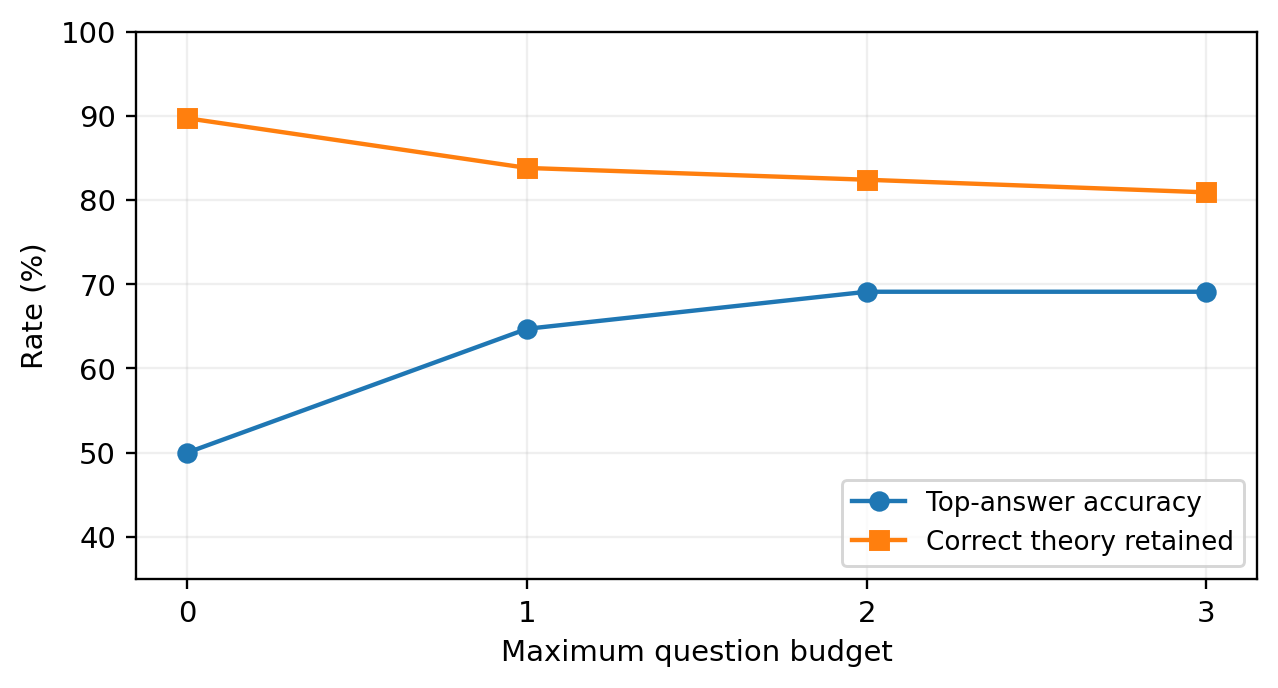 100
90
80
70
60
50
40
Rate (%)
0 1 2 3
Maximum question budget
Top-answer accuracy
Correct theory retained